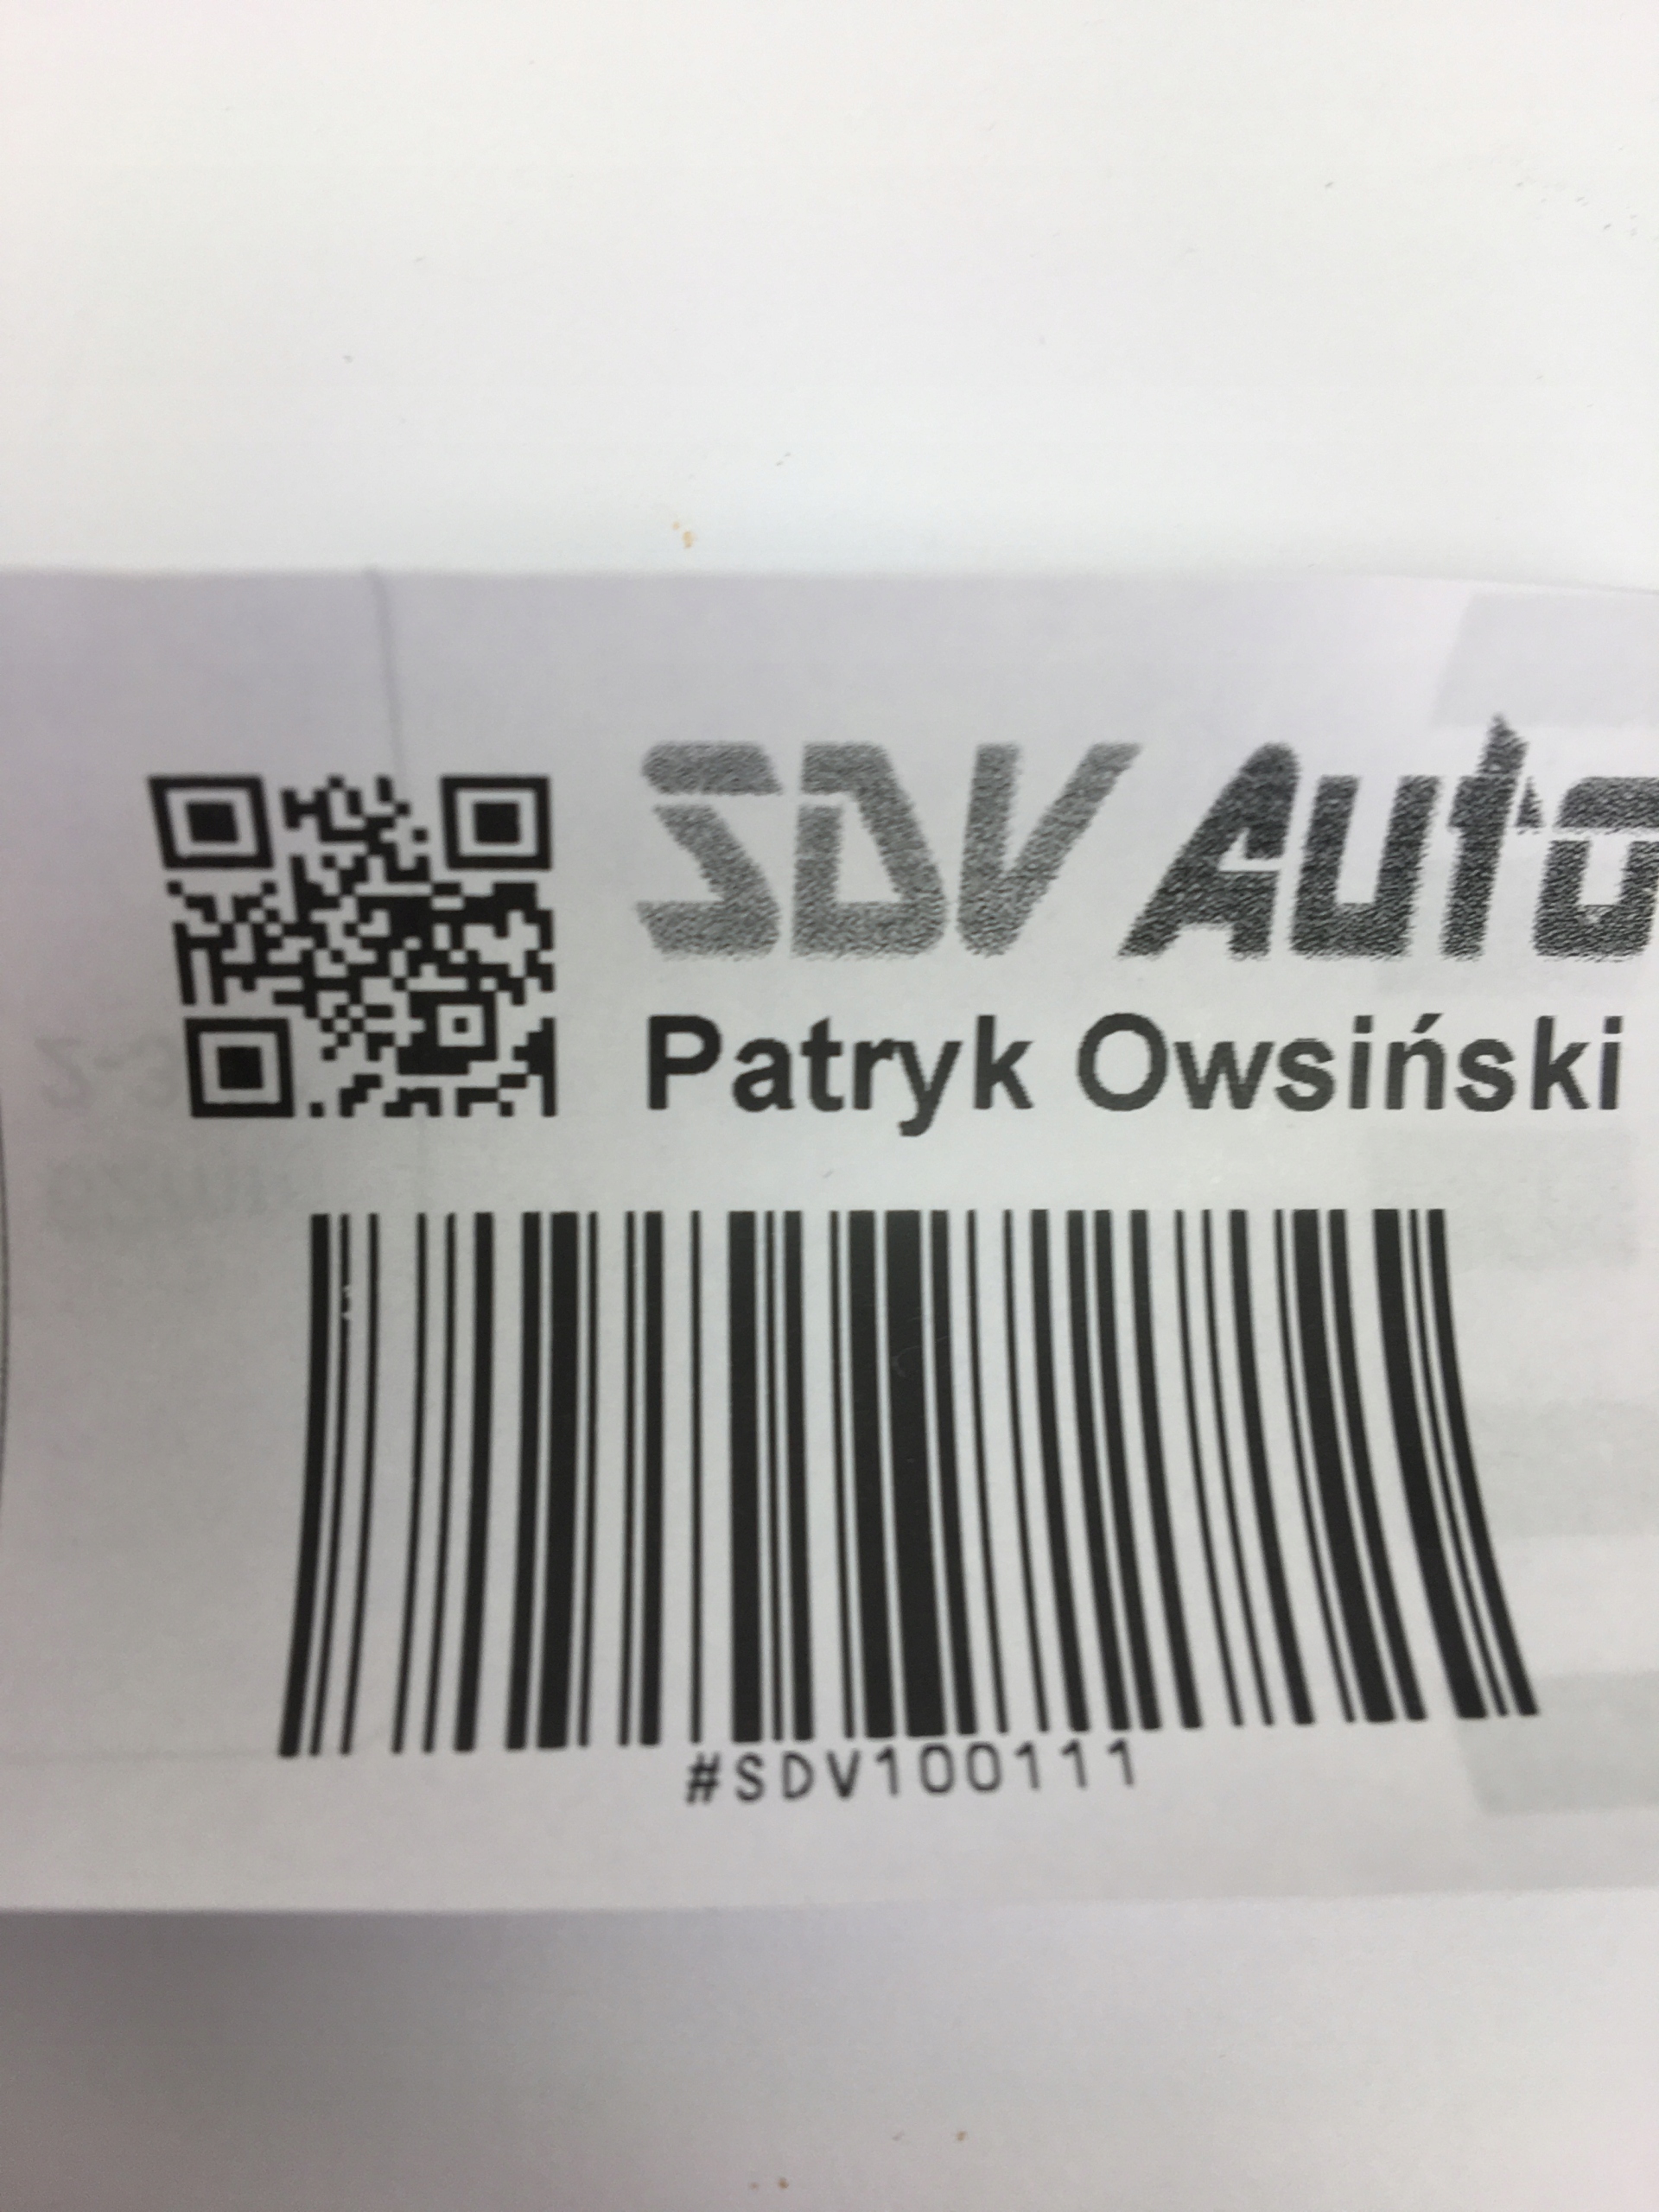 SDV Auto
Patryk Owsiński
#SDV100111